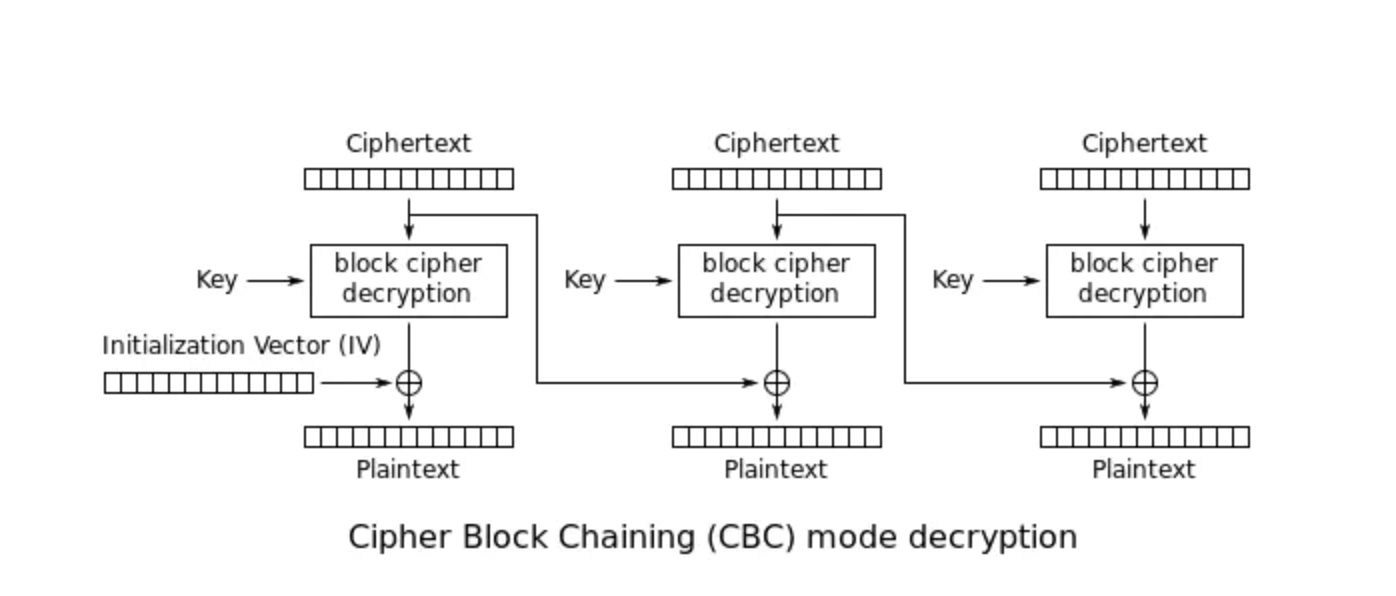 Ciphertext
Ciphertext
Ciphertext
Key
block cipher
decryption
Key
block cipher
decryption
Key
block cipher
decryption
Initialization Vector (IV)
Plaintext
Plaintext
Plaintext
Cipher Block Chaining (CBC) mode decryption